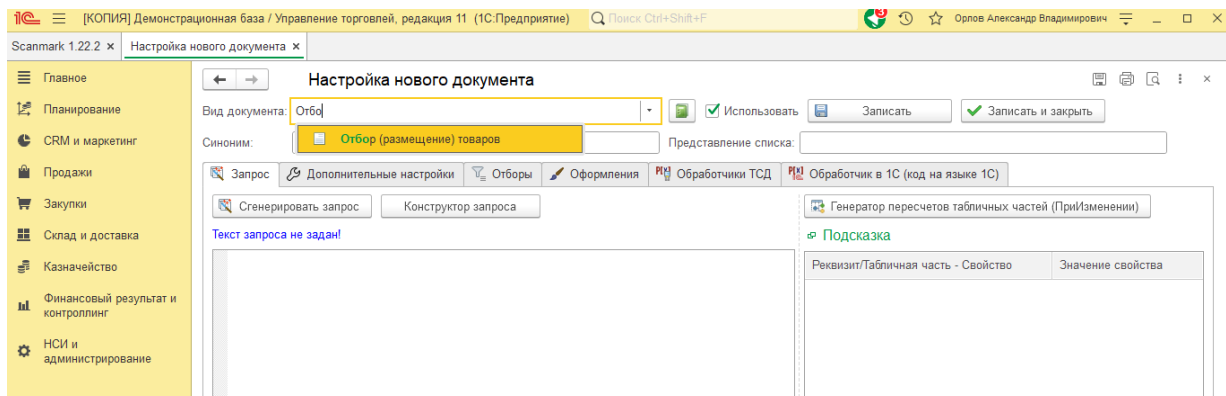 1С [КОПИЯ] Демонстрационная база / Управление торговлей, редакция 11 (1С:Предприятие) Поиск Ctrl+Shift+F 3 Орлов Александр Владимирович
Scanmark 1.22.2 × Настройка нового документа ×
Главное
Планирование
CRM и маркетинг
Продажи
Закупки
Склад и доставка
Казначейство
Финансовый результат и
контроллинг
НСИ и
администрирование
Настройка нового документа
Вид документа: Отбо Использовать Записать Записать и закрыть
Отбор (размещение) товаров
Синоним: Представление списка:
Запрос Дополнительные настройки Отборы Оформления Обработчики ТСД Обработчик в 1С (код на языке 1С)
Сгенерировать запрос Конструктор запроса Генератор пересчетов табличных частей (ПриИзменении)
Текст запроса не задан! Подсказка
Реквизит/Табличная часть - Свойство Значение свойства